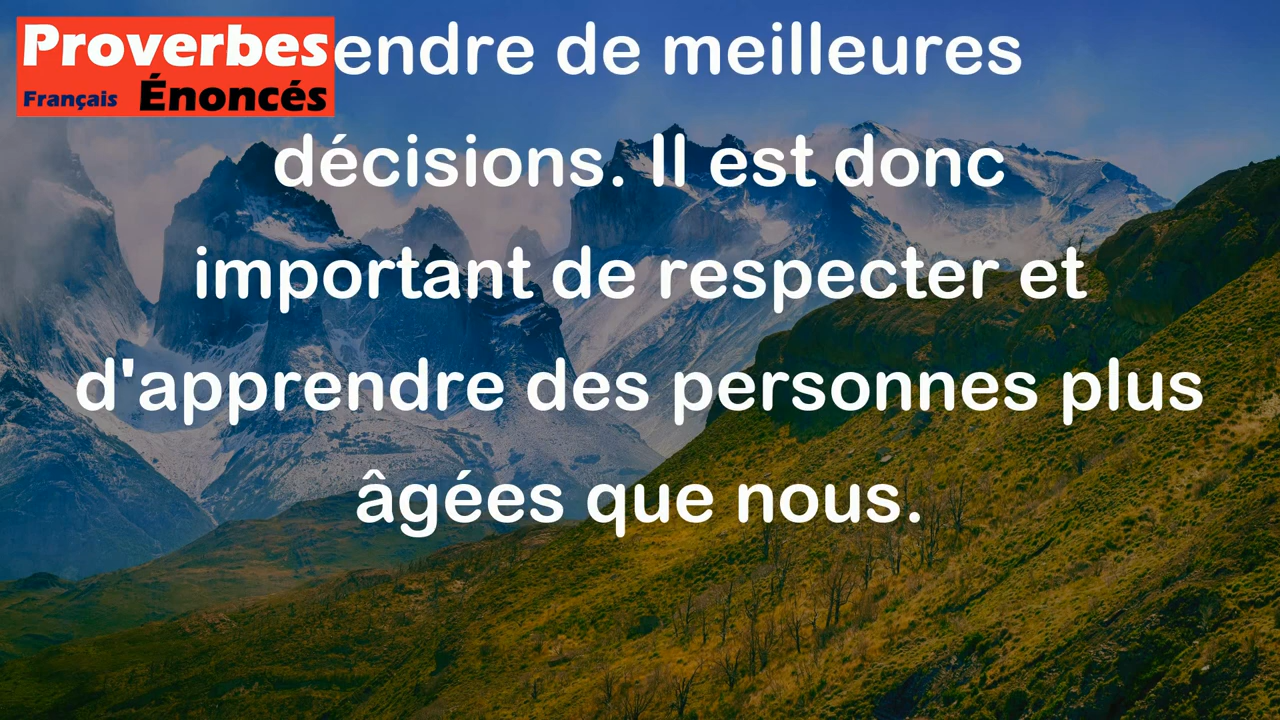 Proverbes
Français Énoncés
endre de meilleures
décisions. Il est donc
important de respecter et
d'apprendre des personnes plus
âgées que nous.